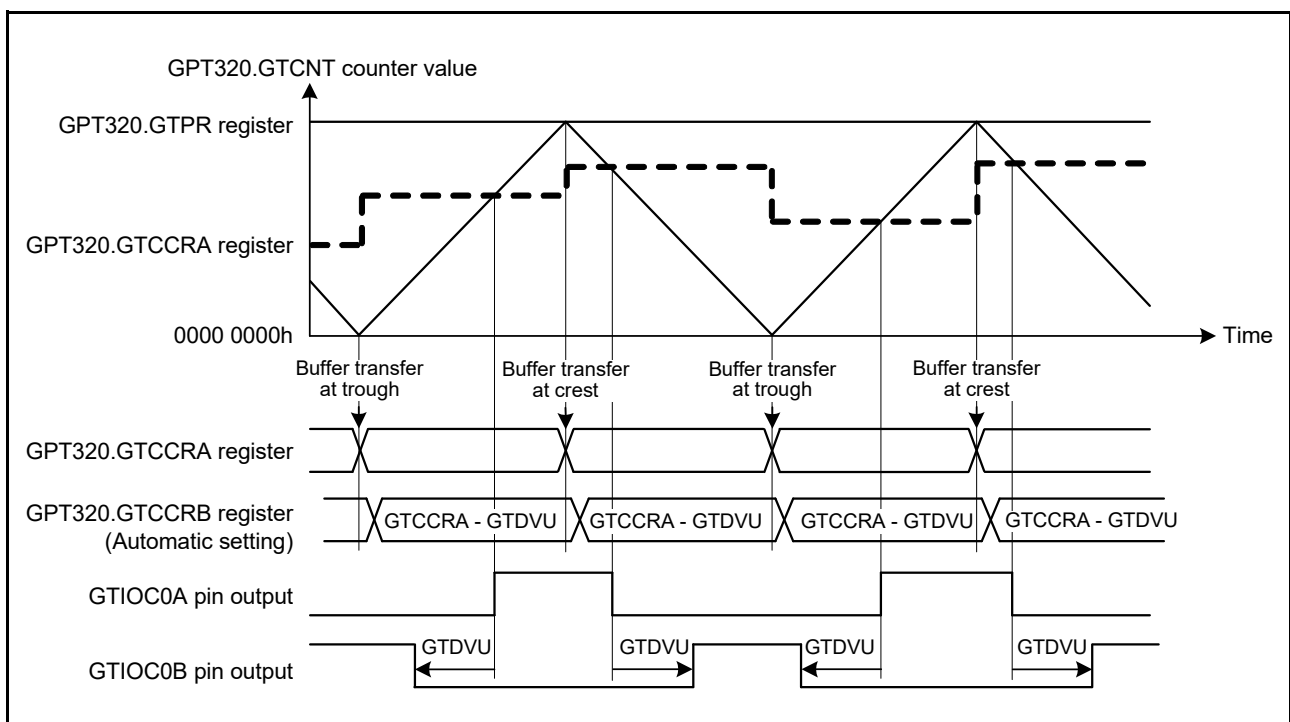 GPT320.GTCNT counter value
GPT320.GTPR register
GPT320.GTCCRA register
0000 0000h
Time
Buffer transfer
at trough
Buffer transfer
at crest
Buffer transfer
at trough
Buffer transfer
at crest
GPT320.GTCCRA register
GPT320.GTCCRB register
(Automatic setting)
GTCCRA - GTDVU
GTCCRA - GTDVU
GTCCRA - GTDVU
GTCCRA - GTDVU
GTIOC0A pin output
GTIOC0B pin output
GTDVU
GTDVU
GTDVU
GTDVU